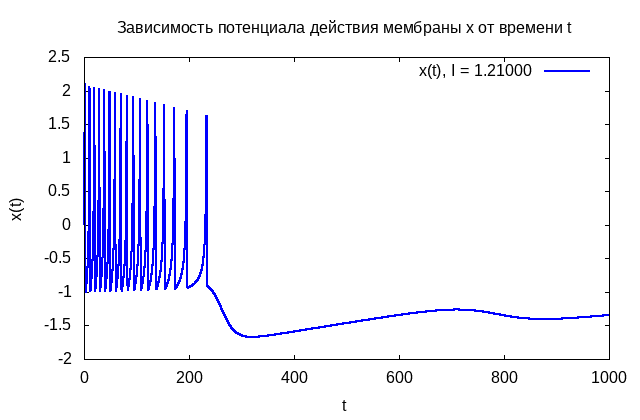 Зависимость потенциала действия мембраны x от времени t
x(t), I = 1.21000
2.5
2
1.5
1
0.5
0
-0.5
-1
-1.5
-2
x(t)
0 200 400 600 800 1000
t